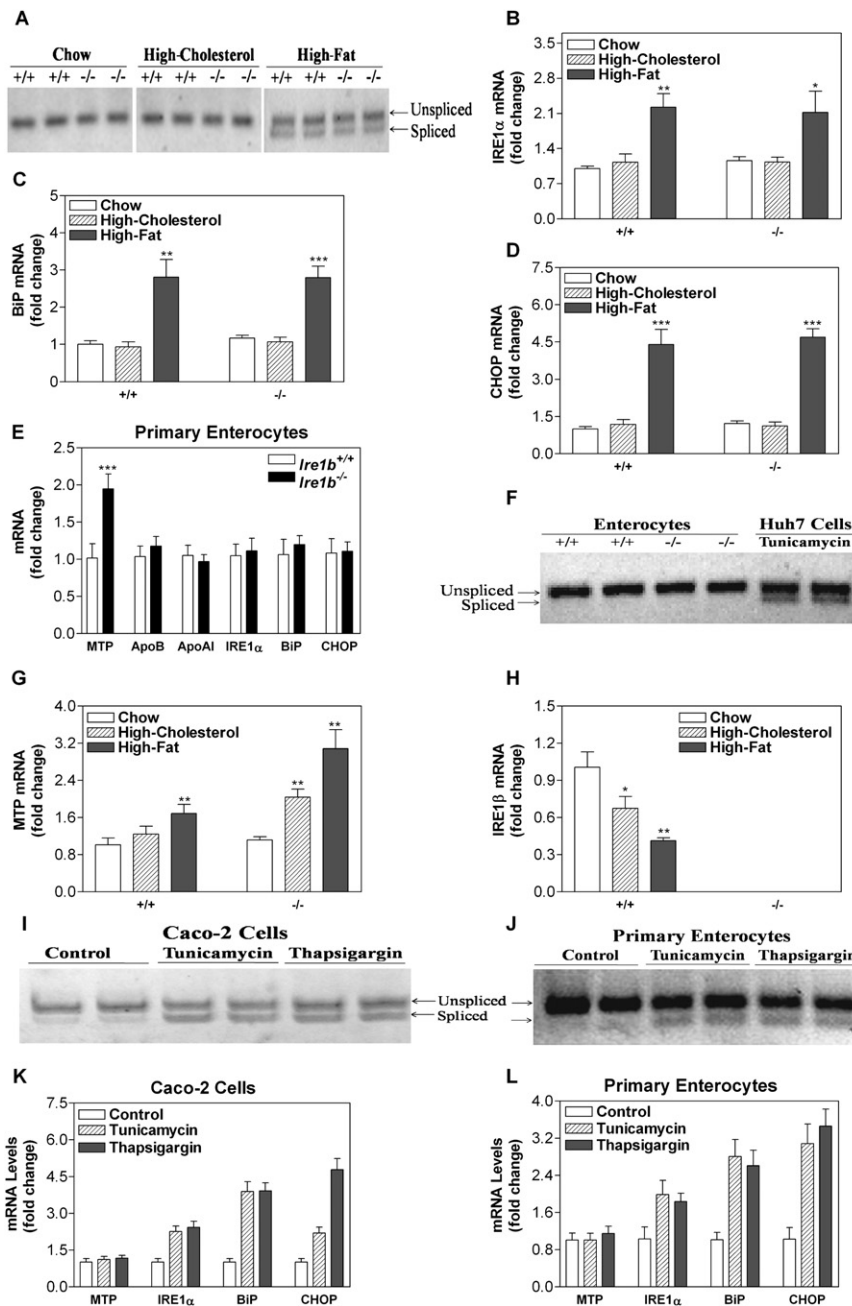 A
Chow High-Cholesterol High-Fat
+/+ +/+ -/- -/- +/+ +/+ -/- -/- +/+ +/+ -/- -/-
Unspliced
Spliced
B
IRE1α mRNA
(fold change)
3.5
2.8
2.1
1.4
0.7
0.0
Chow
High-Cholesterol
High-Fat
** *
+/+ -/-
C
BiP mRNA
(fold change)
5
4
3
2
1
0
Chow
High-Cholesterol
High-Fat
** ***
+/+ -/-
D
CHOP mRNA
(fold change)
7.5
6.0
4.5
3.0
1.5
0.0
Chow
High-Cholesterol
High-Fat
*** ***
+/+ -/-
E
Primary Enterocytes
mRNA
(fold change)
2.5
2.0
1.5
1.0
0.5
0.0
***
Ire1b+/+
Ire1b-/-
MTP ApoB ApoAI IRE1α BiP CHOP
F
Enterocytes Huh7 Cells
+/+ +/+ -/- -/- Tunicamycin
Unspliced
Spliced
G
MTP mRNA
(fold change)
4.0
3.2
2.4
1.6
0.8
0.0
Chow
High-Cholesterol
High-Fat
** ** **
+/+ -/-
H
IRE1β mRNA
(fold change)
1.5
1.2
0.9
0.6
0.3
0.0
Chow
High-Cholesterol
High-Fat
* **
+/+ -/-
I
Caco-2 Cells
Control Tunicamycin Thapsigargin
Unspliced
Spliced
J
Primary Enterocytes
Control Tunicamycin Thapsigargin
K
Caco-2 Cells
mRNA Levels
(fold change)
7.5
6.0
4.5
3.0
1.5
0.0
Control
Tunicamycin
Thapsigargin
MTP IRE1α BiP CHOP
L
Primary Enterocytes
mRNA Levels
(fold change)
4.0
3.2
2.4
1.6
0.8
0.0
Control
Tunicamycin
Thapsigargin
MTP IRE1α BiP CHOP